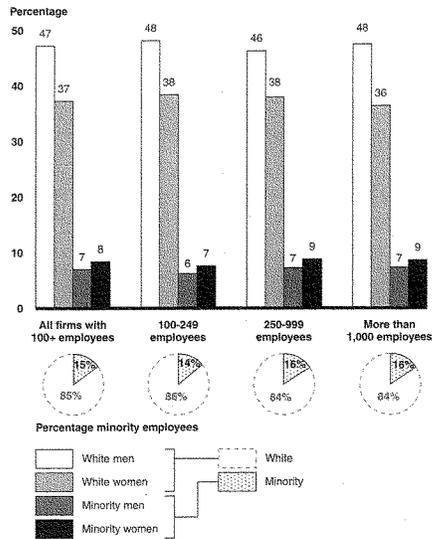 Percentage
50
40
30
20
10
0
47
37
7
8
48
38
6
7
46
38
7
9
48
36
7
9
All firms with
100+ employees
100-249
employees
250-999
employees
More than
1,000 employees
15%
85%
14%
86%
16%
84%
16%
84%
Percentage minority employees
White men
White women
Minority men
Minority women
White
Minority